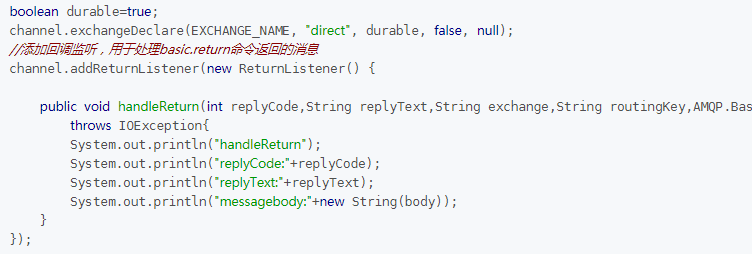 boolean durable=true;
channel.exchangeDeclare(EXCHANGE_NAME, "direct", durable, false, null);
//添加回调监听，用于处理basic.return命令返回的消息
channel.addReturnListener(new ReturnListener() {
public void handleReturn(int replyCode,String replyText,String exchange,String routingKey,AMQP.Bas
throws IOException{
System.out.println("handleReturn");
System.out.println("replyCode:"+replyCode);
System.out.println("replyText:"+replyText);
System.out.println("messagebody:"+new String(body));
}
});